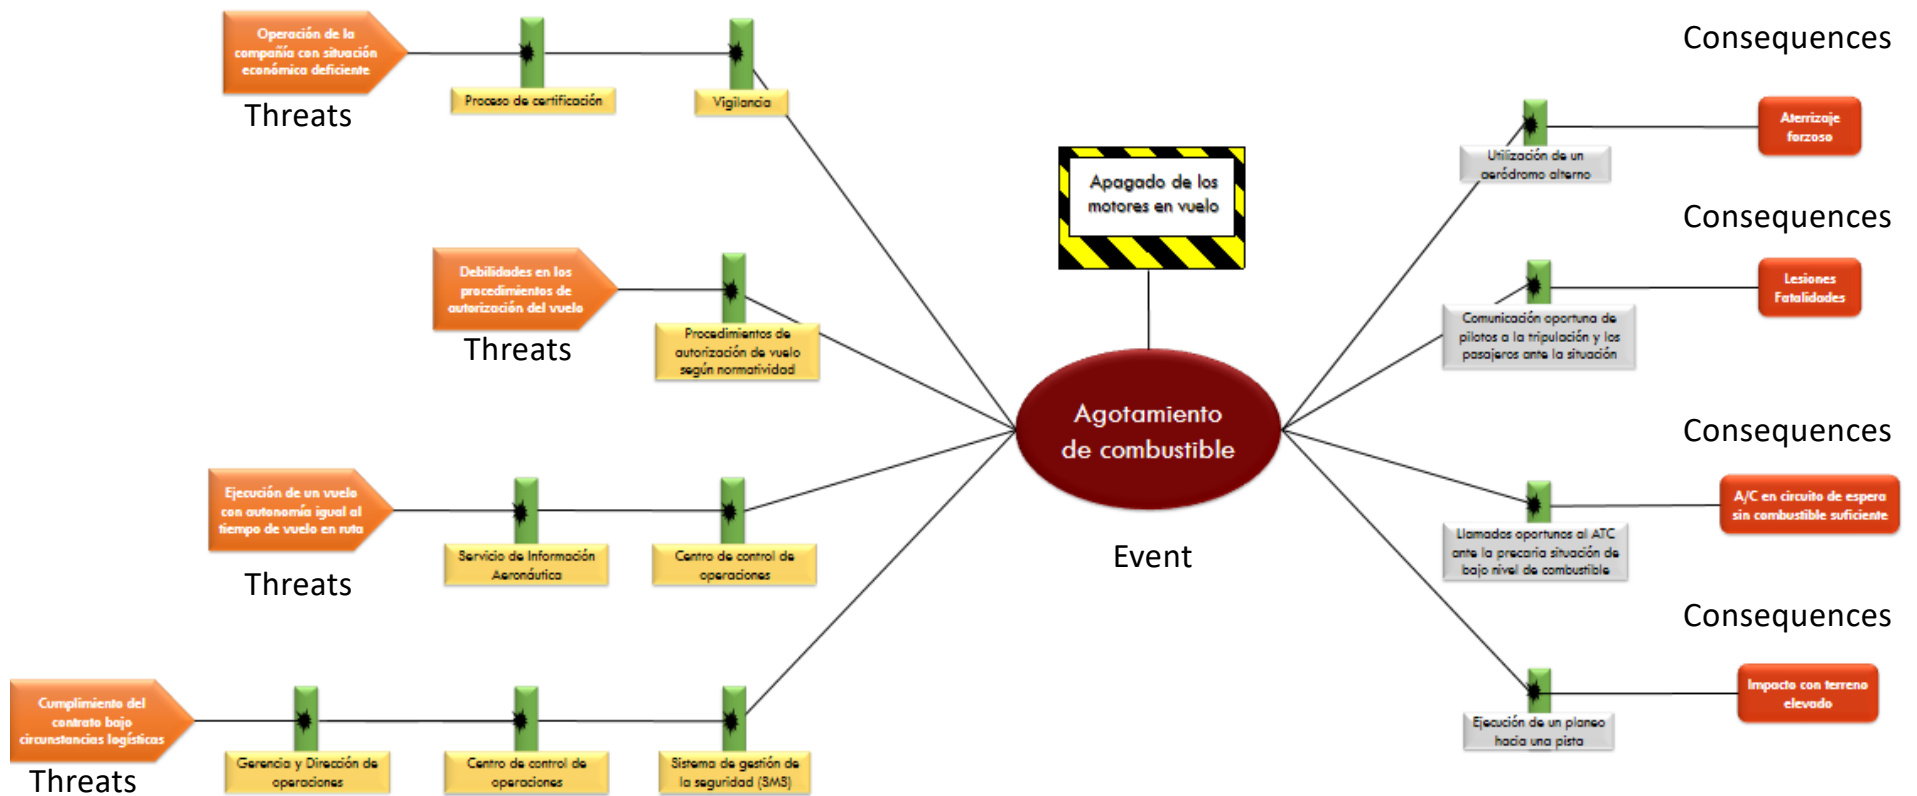 Operación de la
compañía con situación
económica deficiente
Threats
Proceso de certificación
Vigilancia
Debilidades en los
procedimientos de
autorización del vuelo
Threats
Procedimientos de
autorización de vuelo
según normatividad
Ejecución de un vuelo
con autonomía igual al
tiempo de vuelo en ruta
Threats
Servicio de Información
Aeronáutica
Centro de control de
operaciones
Cumplimiento del
contrato bajo
circunstancias logísticas
Threats
Gerencia y Dirección de
operaciones
Centro de control de
operaciones
Sistema de gestión de
la seguridad (SMS)
Apagado de los
motores en vuelo
Agotamiento
de combustible
Event
Consequences
Utilización de un
aeródromo alterno
Aterrizaje
forzoso
Consequences
Comunicación oportuna de
pilotos a la tripulación y los
pasajeros ante la situación
Lesiones
Fatalidades
Consequences
Llamados oportunos al ATC
ante la precaria situación de
bajo nivel de combustible
A/C en circuito de espera
sin combustible suficiente
Consequences
Ejecución de un planeo
hacia una pista
Impacto con terreno
elevado